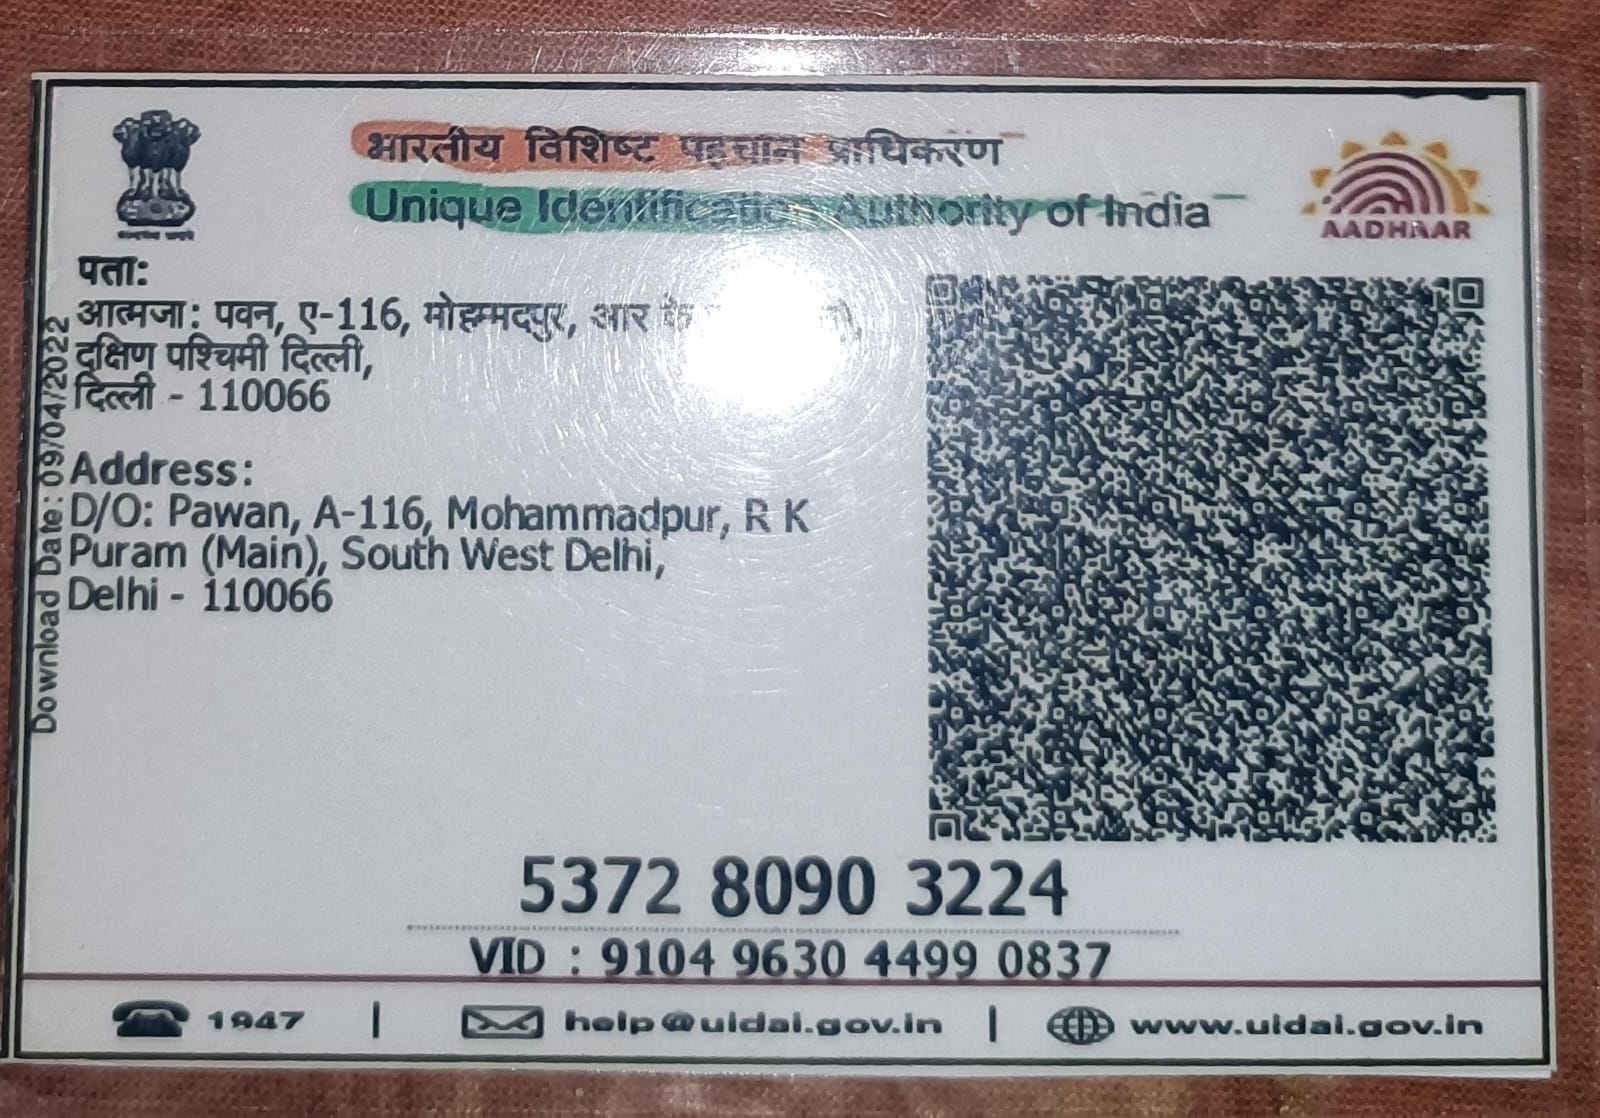 भारतीय विशिष्ट पहचान प्राधिकरण
Unique Identification Authority of India
AADHAAR
पता:
आत्मजा: पवन, ए-116, मोहम्मदपुर, आर के
दक्षिण पश्चिमी दिल्ली,
दिल्ली - 110066
Address:
D/O: Pawan, A-116, Mohammadpur, R K
Puram (Main), South West Delhi,
Delhi - 110066
Download Date: 09/04/2022
5372 8090 3224
VID : 9104 9630 4499 0837
1947 | help@uidai.gov.in | www.uidai.gov.in